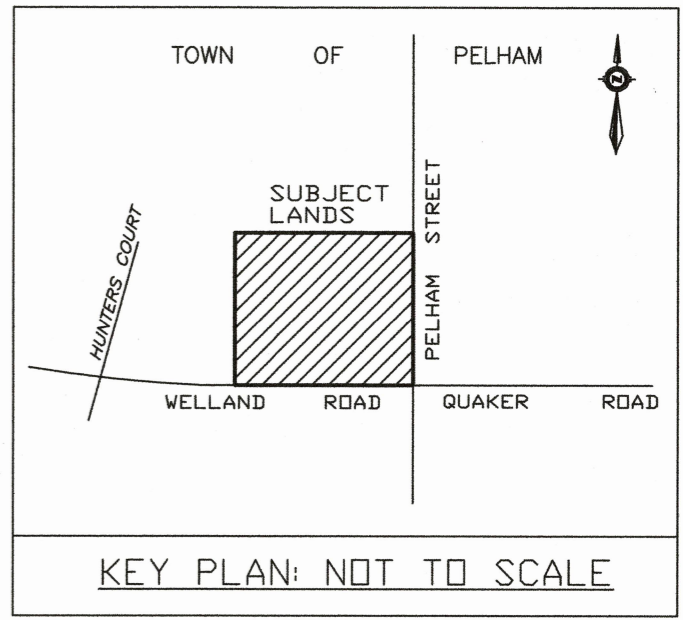 TOWN OF PELHAM
N
SUBJECT
LANDS
PELHAM STREET
HUNTERS COURT
WELLAND ROAD QUAKER ROAD
KEY PLAN: NOT TO SCALE